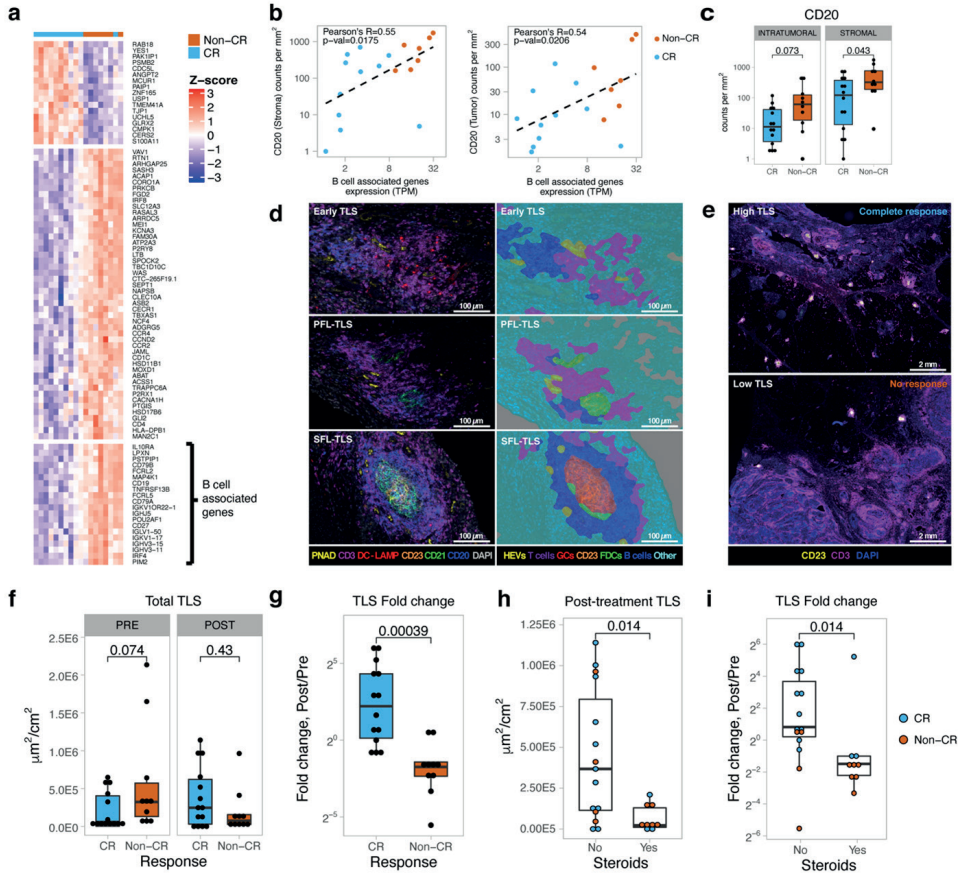 a
Non-CR
CR
Z-score
3
2
1
0
−1
−2
−3
RAB18
YES1
PAK1IP1
PSMB2
CDC5L
ANGPT2
MCUR1
PAIP1
ZNF165
USP1
TMEM41A
TJP1
UCHL5
GLRX2
CMPK1
CERS2
S100A11
VAV1
RTN1
ARHGAP25
SASH3
ACAP1
CORO1A
PRKCB
FGD2
IRF8
SLC12A3
RASAL3
ARRDC5
MEI1
KCNA3
FAM30A
ATP2A3
P2RY8
LTB
SPOCK2
TBC1D10C
WAS
CTC-265F19.1
SEPT1
NAPSB
CLEC10A
ASB2
CECR1
TBXAS1
NCF4
ADGRG5
CCR4
CCND2
CCR2
JAML
CD1C
HSD11B1
MOXD1
ABAT
ACSS1
TRAPPC6A
P2RX1
CACNA1H
PTGIS
HSD17B6
GLI2
CD4
HLA-DPB1
MAN2C1
IL10RA
LPXN
PSTPIP1
CD79B
FCRL2
MAP4K1
CD19
TNFRSF13B
FCRL5
CD79A
IGKV1OR22-1
IGHJ5
POU2AF1
CD27
IGLV1-50
IGKV1-17
IGHV3-15
IGHV3-11
IRF4
PIM2
B cell
associated
genes
b
Pearson's R=0.55
p-val=0.0175
CD20 (Stroma) counts per mm²
1000
100
10
1
2
8
32
B cell associated genes
expression (TPM)
Pearson's R=0.54
p-val=0.0206
CD20 (Tumor) counts per mm²
300
30
3
2
8
32
B cell associated genes
expression (TPM)
Non-CR
CR
c
CD20
INTRATUMORAL
STROMAL
0.073
0.043
counts per mm²
1000
100
10
1
CR
Non-CR
CR
Non-CR
d
Early TLS
100 µm
Early TLS
100 µm
PFL-TLS
100 µm
PFL-TLS
100 µm
SFL-TLS
100 µm
SFL-TLS
100 µm
PNAD CD3 DC-LAMP CD23 CD21 CD20 DAPI
HEVs T cells GCs CD23 FDCs B cells Other
e
High TLS
Complete response
2 mm
Low TLS
No response
2 mm
CD23 CD3 DAPI
f
Total TLS
PRE
POST
0.074
0.43
µm²/cm²
2.5E6
2.0E6
1.5E6
1.0E6
5.0E5
0.0E0
CR
Non-CR
CR
Non-CR
Response
g
TLS Fold change
0.00039
Fold change, Post/Pre
2⁵
2⁰
2⁻⁵
CR
Non-CR
Response
h
Post-treatment TLS
0.014
µm²/cm²
1.25E6
1.00E6
7.50E5
5.00E5
2.50E5
0.00E5
No
Yes
Steroids
i
TLS Fold change
0.014
Fold change, Post/Pre
2⁶
2⁴
2²
2⁰
2⁻²
2⁻⁴
2⁻⁶
No
Yes
Steroids
CR
Non-CR